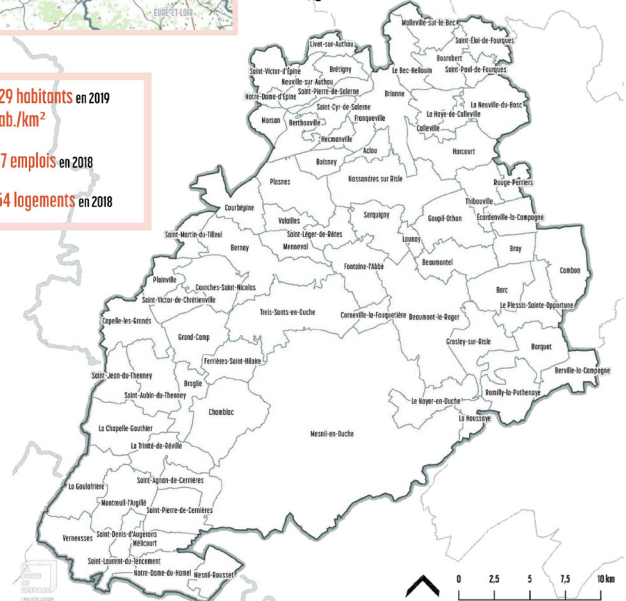 EURE-ET-LOIR
29 habitants en 2019
ab./km²
7 emplois en 2018
64 logements en 2018
Malleville-sur-le-Bec
Saint-Éloi-de-Fourques
Livet-sur-Authou
Bosrobert
Saint-Victor-d'Épine
Brétigny
Le Bec-Hellouin
Saint-Paul-de-Fourques
Neuville-sur-Authou
Saint-Pierre-de-Salerne
Notre-Dame-d'Épine
Brionne
Saint-Cyr-de-Salerne
La Neuville-du-Bosc
Morsan
Berthouville
Franqueville
La Haye-de-Calleville
Calleville
Hecmanville
Aclou
Harcourt
Boisney
Plasnes
Nassandres sur Risle
Rouge-Perriers
Thibouville
Courbépine
Serquigny
Goupil-Othon
Écardenville-la-Campagne
Valailles
Saint-Martin-du-Tilleul
Saint-Léger-de-Rôtes
Launay
Bernay
Menneval
Bray
Beaumontel
Fontaine-l'Abbé
Combon
Plainville
Caorches-Saint-Nicolas
Barc
Saint-Victor-de-Chrétienville
Le Plessis-Sainte-Opportune
Treis-Sants-en-Ouche
Corneville-la-Fouquetière
Beaumont-le-Roger
Capelle-les-Grands
Grand-Camp
Grosley-sur-Risle
Barquet
Ferrières-Saint-Hilaire
Berville-la-Campagne
Saint-Jean-du-Thenney
Broglie
Saint-Aubin-du-Thenney
Romilly-la-Puthenaye
Chamblac
Le Noyer-en-Ouche
La Houssaye
La Chapelle-Gauthier
Mesnil-en-Ouche
La Trinité-de-Réville
Saint-Agnan-de-Cernières
La Goulafrière
Montreuil-l'Argillé
Saint-Pierre-de-Cernières
Verneusses
Saint-Denis-d'Augerons
Mélicourt
Saint-Laurent-du-Tencement
Notre-Dame-du-Hamel
Mesnil-Rousset
0 2,5 5 7,5 10 km